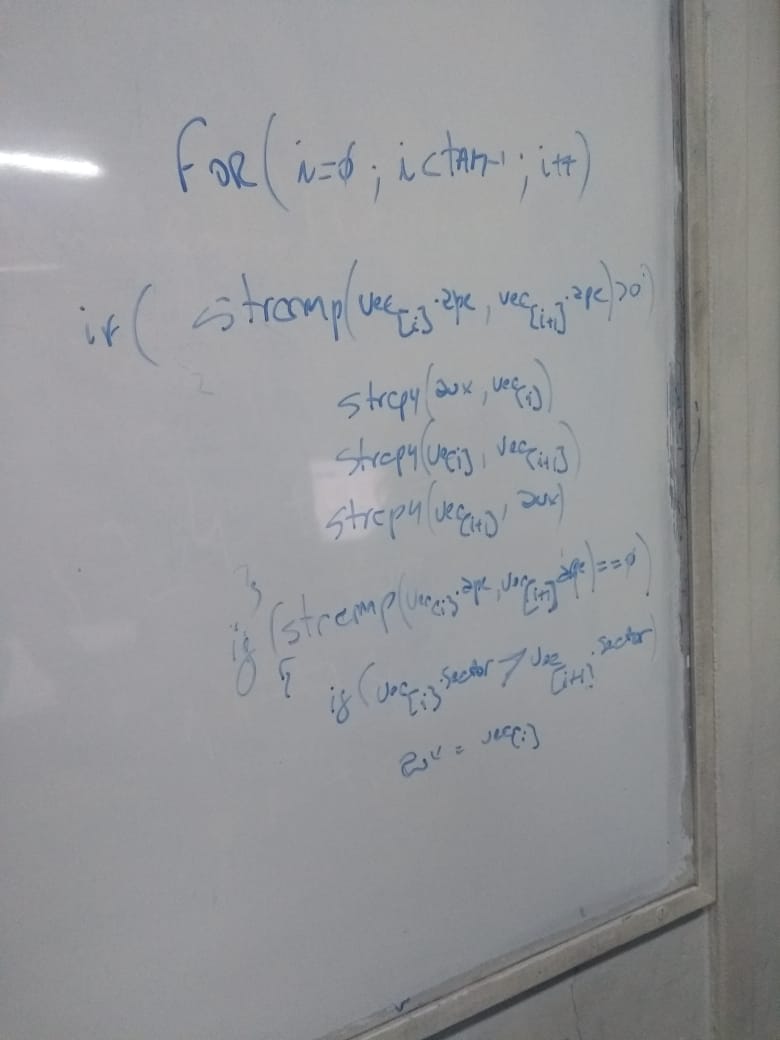 FOR( i=0 ; i<TAM-1 ; i++)
if( strcmp(vec[i].ape, vec[i+1].ape)>0)
{
strcpy(aux, vec[i])
strcpy(vec[i], vec[i+1])
strcpy(vec[i+1], aux)
}
if (strcmp(vec[i].ape, vec[i+1].ape)==0)
{ if(vec[i].sector > vec[i+1].sector)
aux = vec[i]